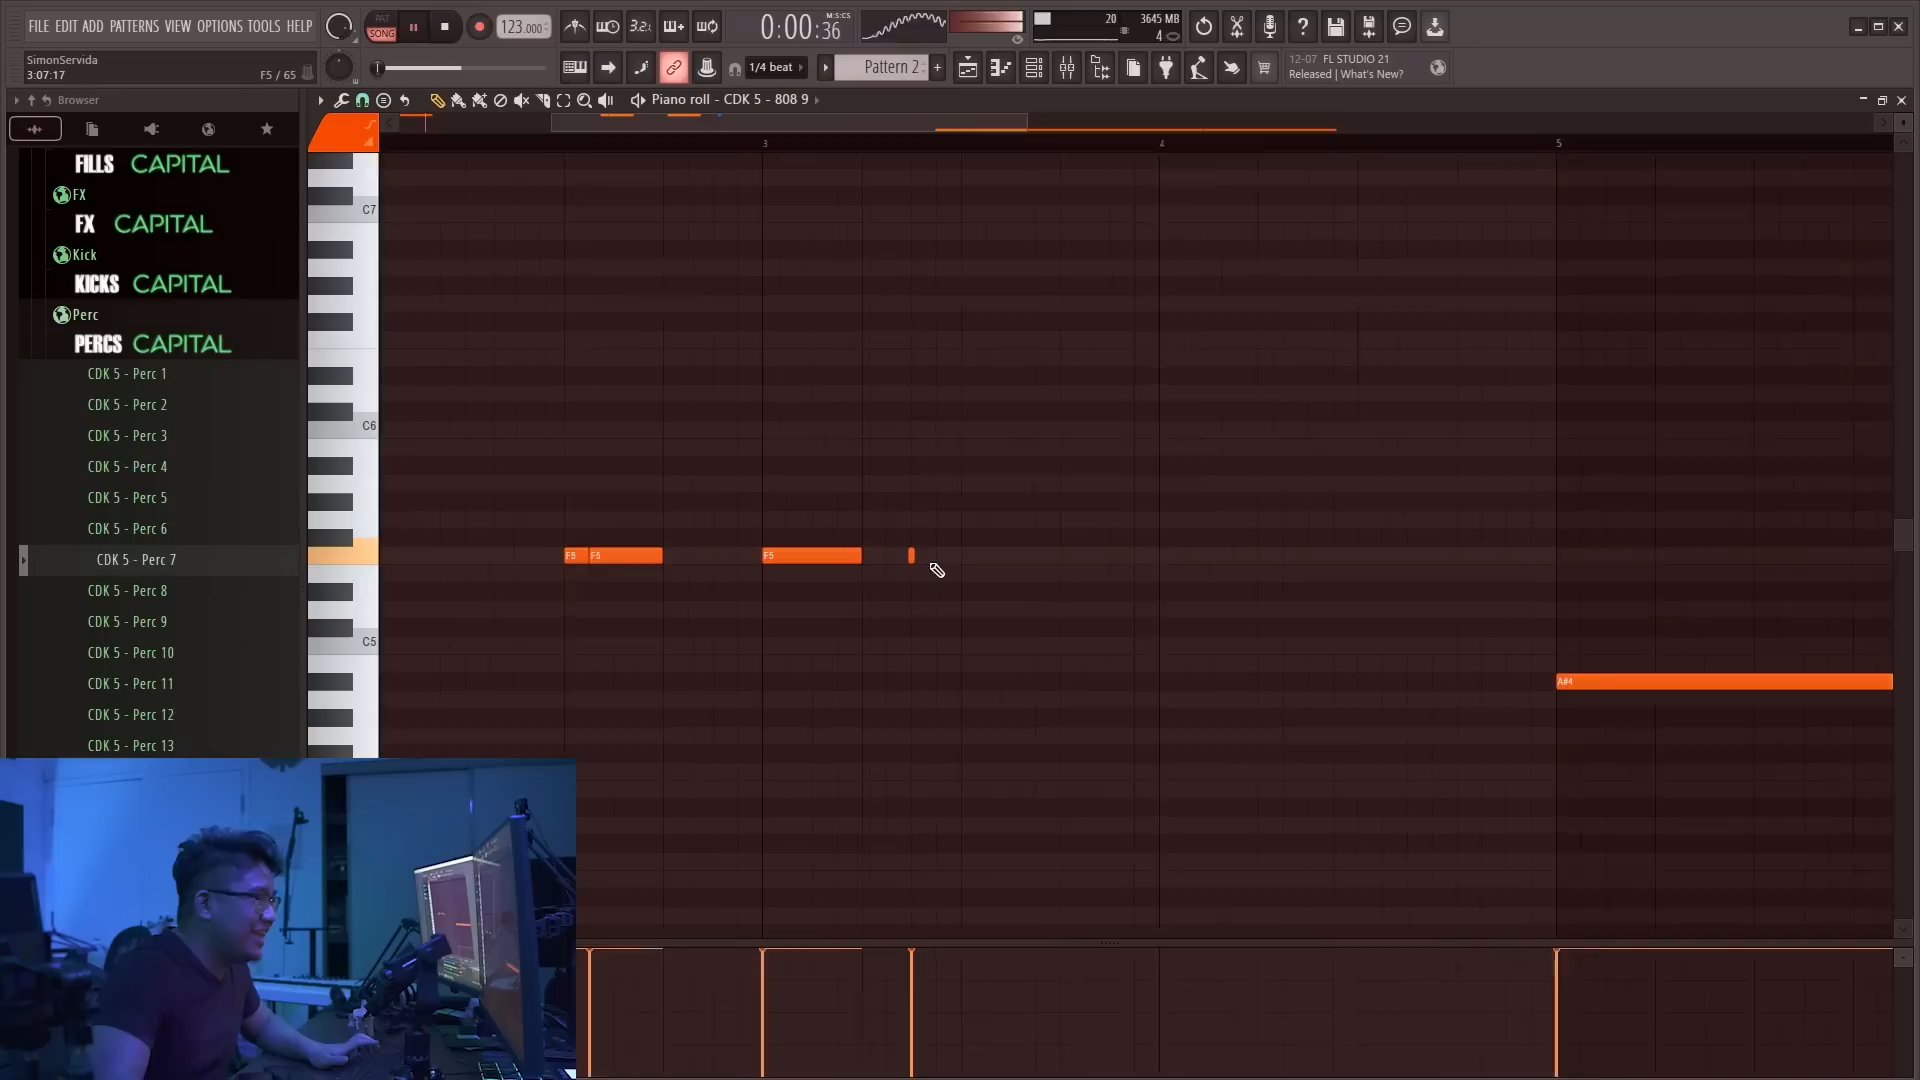 FILE EDIT ADD PATTERNS VIEW OPTIONS TOOLS HELP
PAT
SONG
123.000
3.2:
0:00:36
M:S:CS
20
3645 MB
4
SimonServida
3:07:17
F5 / 65
1/4 beat
Pattern 2
12-07 FL STUDIO 21
Released | What's New?
Browser
Piano roll - CDK 5 - 808 9
3
4
5
FILLS CAPITAL
FX
FX CAPITAL
Kick
KICKS CAPITAL
Perc
PERCS CAPITAL
CDK 5 - Perc 1
CDK 5 - Perc 2
CDK 5 - Perc 3
CDK 5 - Perc 4
CDK 5 - Perc 5
CDK 5 - Perc 6
CDK 5 - Perc 7
CDK 5 - Perc 8
CDK 5 - Perc 9
CDK 5 - Perc 10
CDK 5 - Perc 11
CDK 5 - Perc 12
CDK 5 - Perc 13
C7
C6
F5
F5
F5
C5
A#4